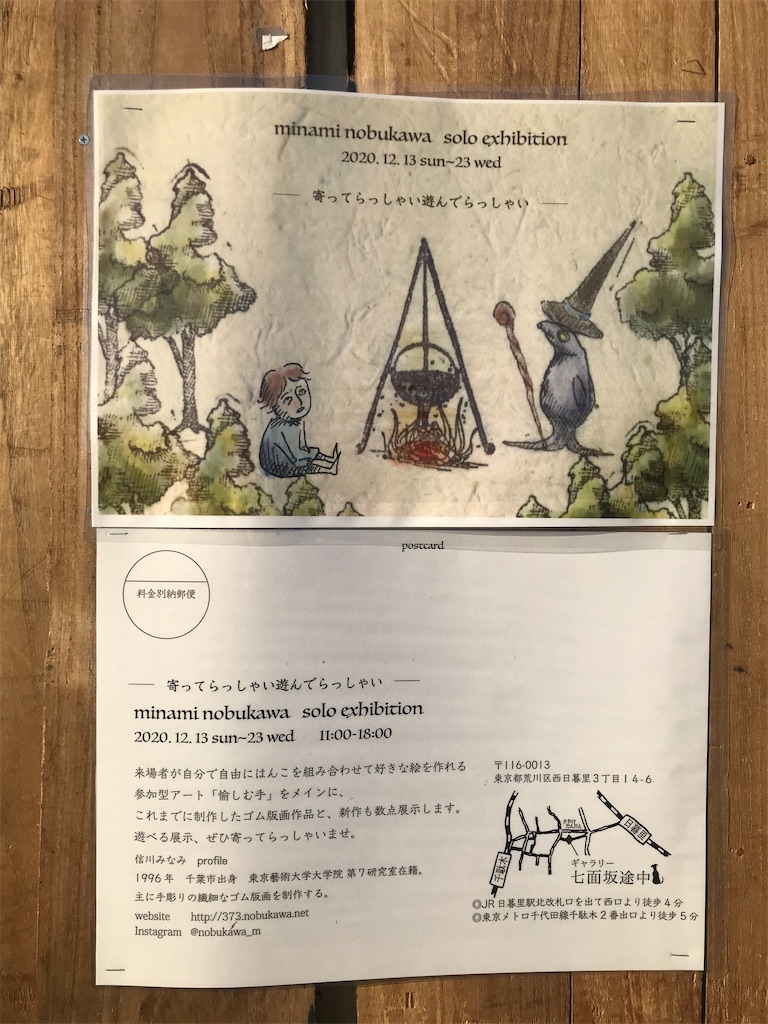 minami nobukawa solo exhibition
2020. 12. 13 sun~23 wed
寄ってらっしゃい遊んでらっしゃい
postcard
料金別納郵便
寄ってらっしゃい遊んでらっしゃい
minami nobukawa solo exhibition
2020. 12. 13 sun~23 wed 11:00-18:00
来場者が自分で自由にはんこを組み合わせて好きな絵を作れる
参加型アート「愉しむ手」をメインに、
これまでに制作したゴム版画作品と、新作も数点展示します。
遊べる展示、ぜひ寄ってらっしゃいませ。
信川みなみ profile
1996年 千葉市出身 東京藝術大学大学院 第7研究室在籍。
主に手彫りの繊細なゴム版画を制作する。
website http://373.nobukawa.net
Instagram @nobukawa_m
〒116-0013
東京都荒川区西日暮里3丁目14-6
日暮里
千駄木
ギャラリー
七面坂途中
◎JR日暮里駅北改札口を出て西口より徒歩4分
◎東京メトロ千代田線千駄木2番出口より徒歩5分